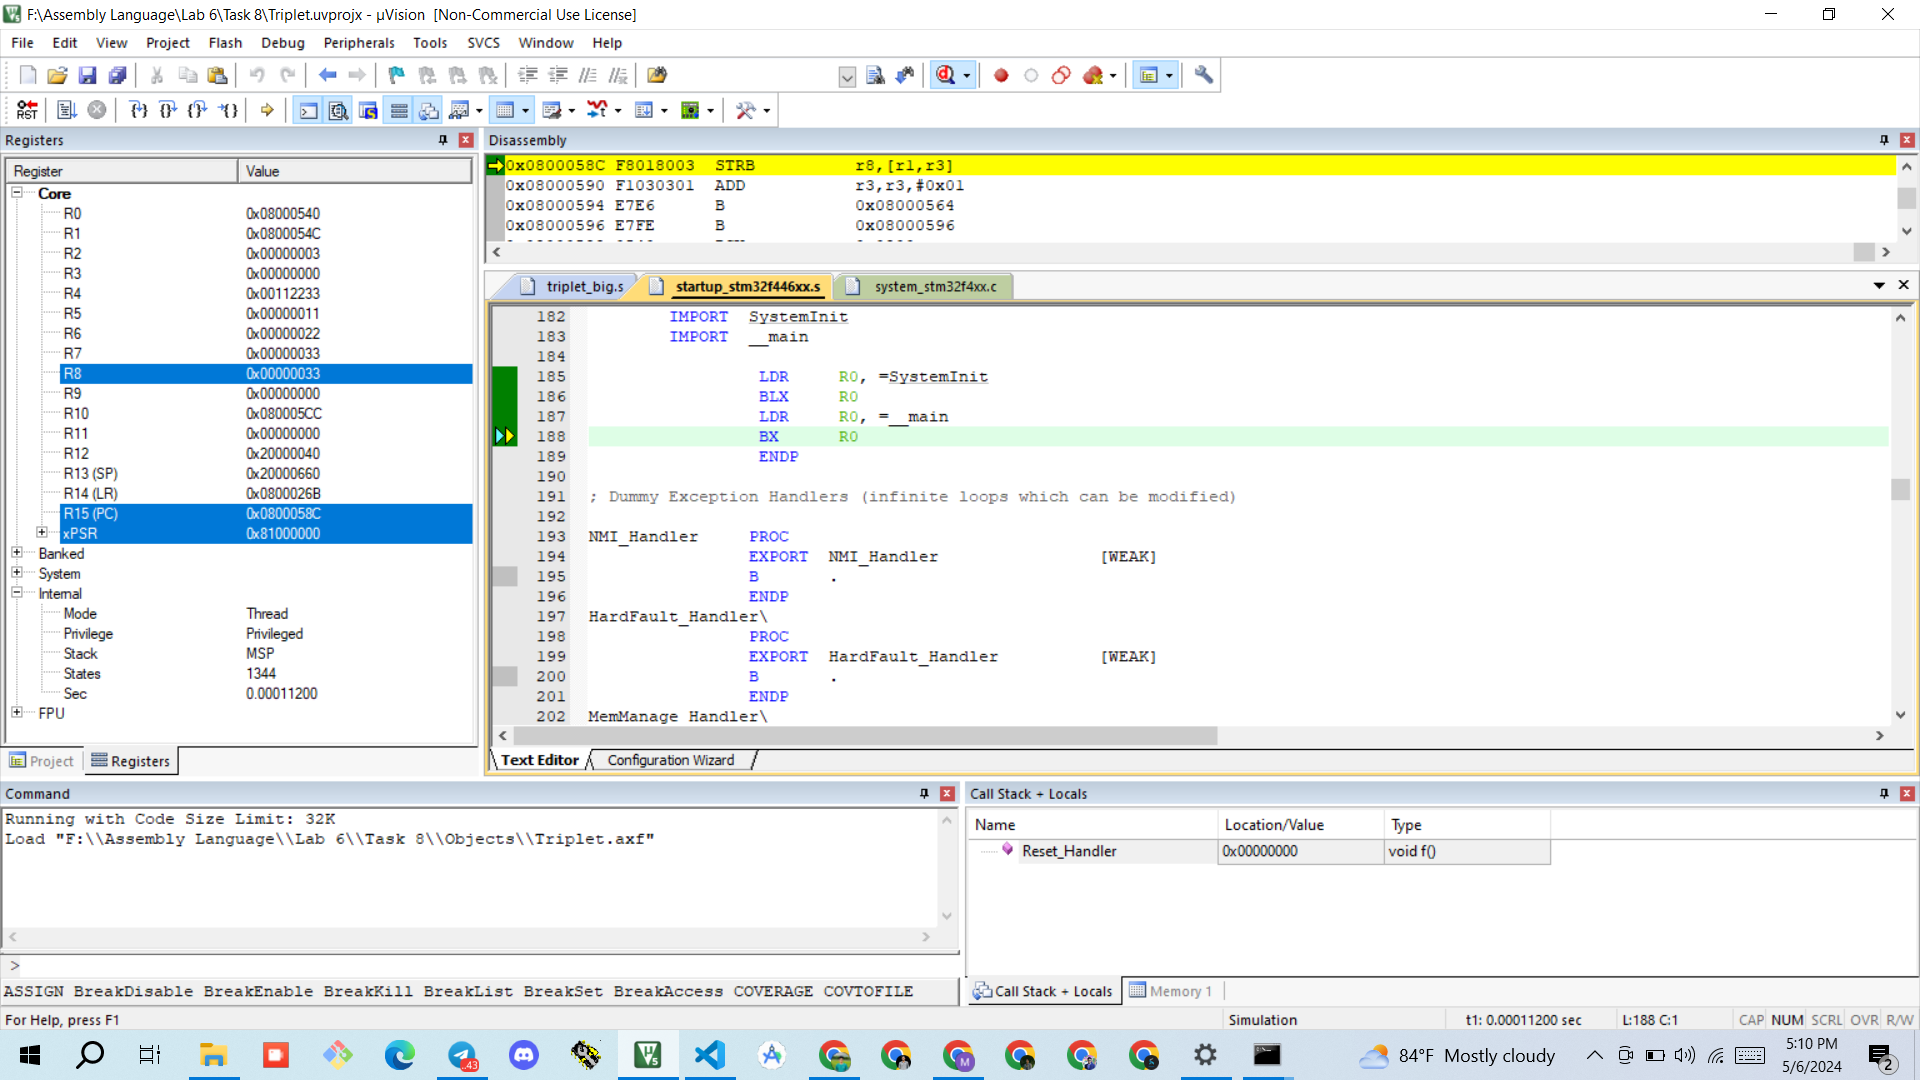 F:\Assembly Language\Lab 6\Task 8\Triplet.uvprojx - µVision [Non-Commercial Use License]
File Edit View Project Flash Debug Peripherals Tools SVCS Window Help
Registers
Register Value
Core
R0 0x08000540
R1 0x0800054C
R2 0x00000003
R3 0x00000000
R4 0x00112233
R5 0x00000011
R6 0x00000022
R7 0x00000033
R8 0x00000033
R9 0x00000000
R10 0x080005CC
R11 0x00000000
R12 0x20000040
R13 (SP) 0x20000660
R14 (LR) 0x0800026B
R15 (PC) 0x0800058C
xPSR 0x81000000
Banked
System
Internal
Mode Thread
Privilege Privileged
Stack MSP
States 1344
Sec 0.00011200
FPU
Project Registers
Disassembly
0x0800058C F8018003 STRB r8,[r1,r3]
0x08000590 F1030301 ADD r3,r3,#0x01
0x08000594 E7E6 B 0x08000564
0x08000596 E7FE B 0x08000596
triplet_big.s startup_stm32f446xx.s system_stm32f4xx.c
182 IMPORT SystemInit
183 IMPORT __main
184
185 LDR R0, =SystemInit
186 BLX R0
187 LDR R0, =__main
188 BX R0
189 ENDP
190
191 ; Dummy Exception Handlers (infinite loops which can be modified)
192
193 NMI_Handler PROC
194 EXPORT NMI_Handler [WEAK]
195 B .
196 ENDP
197 HardFault_Handler\
198 PROC
199 EXPORT HardFault_Handler [WEAK]
200 B .
201 ENDP
202 MemManage_Handler\
Text Editor Configuration Wizard
Command
Running with Code Size Limit: 32K
Load "F:\\Assembly Language\\Lab 6\\Task 8\\Objects\\Triplet.axf"
>
ASSIGN BreakDisable BreakEnable BreakKill BreakList BreakSet BreakAccess COVERAGE COVTOFILE
Call Stack + Locals
Name Location/Value Type
Reset_Handler 0x00000000 void f()
Call Stack + Locals Memory 1
For Help, press F1 Simulation t1: 0.00011200 sec L:188 C:1 CAP NUM SCRL OVR R/W
84°F Mostly cloudy
5:10 PM
5/6/2024